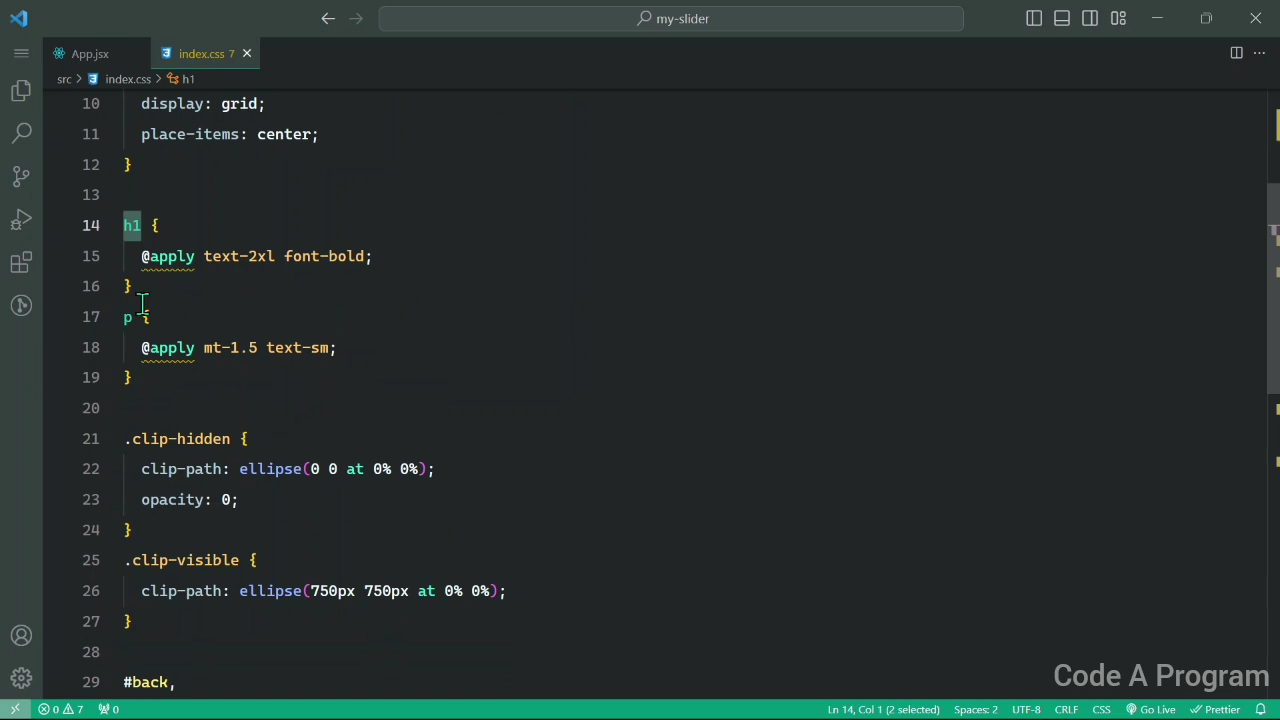 my-slider
App.jsx
index.css 7
src > index.css > h1
10 display: grid;
11 place-items: center;
12 }
13
14 h1 {
15 @apply text-2xl font-bold;
16 }
17 p {
18 @apply mt-1.5 text-sm;
19 }
20
21 .clip-hidden {
22 clip-path: ellipse(0 0 at 0% 0%);
23 opacity: 0;
24 }
25 .clip-visible {
26 clip-path: ellipse(750px 750px at 0% 0%);
27 }
28
29 #back,
Code A Program
0 7 0 Ln 14, Col 1 (2 selected) Spaces: 2 UTF-8 CRLF CSS Go Live Prettier